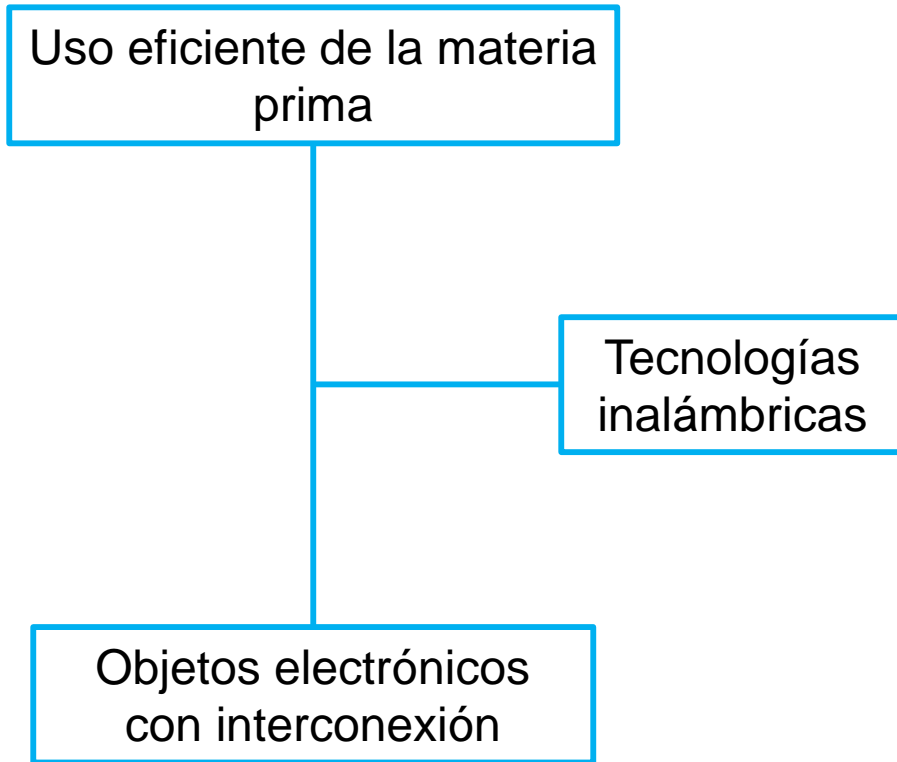 Uso eficiente de la materia
prima
Tecnologías
inalámbricas
Objetos electrónicos
con interconexión